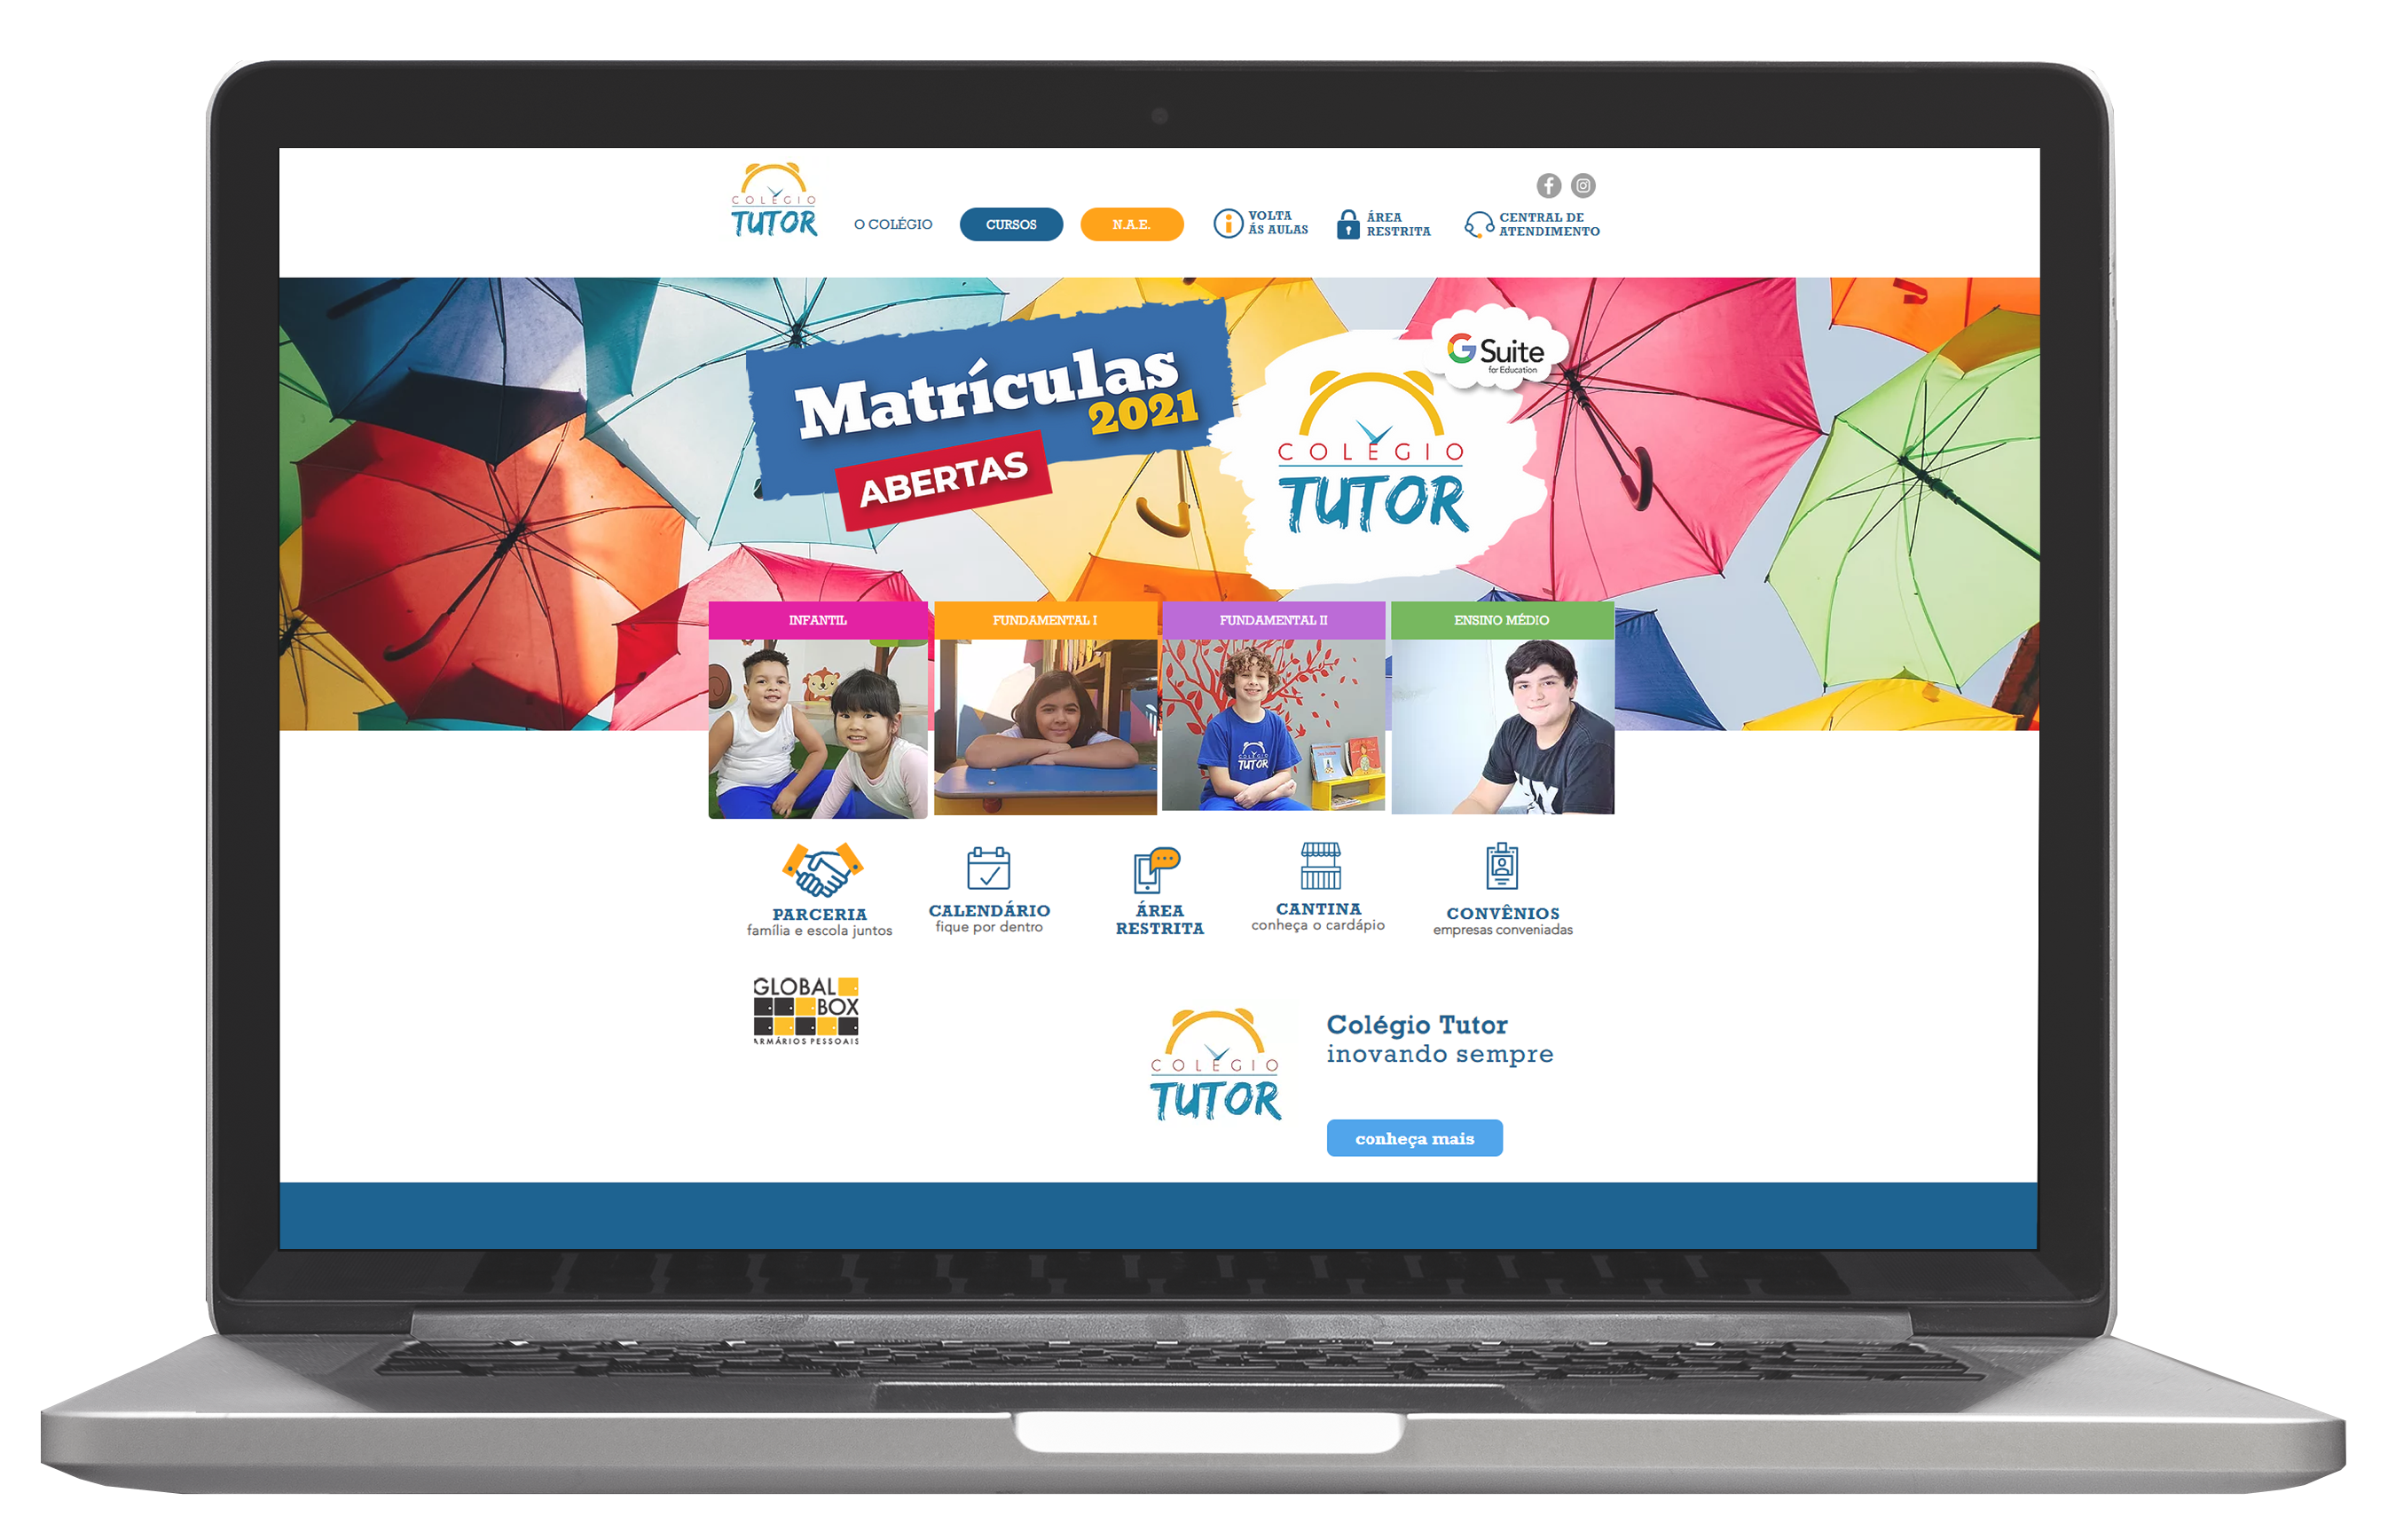 COLÉGIO
TUTOR
O COLÉGIO
CURSOS
N.A.E.
VOLTA
ÁS AULAS
ÁREA
RESTRITA
CENTRAL DE
ATENDIMENTO
Matrículas
2021
ABERTAS
G Suite
for Education
COLÉGIO
TUTOR
INFANTIL
FUNDAMENTAL I
FUNDAMENTAL II
ENSINO MÉDIO
TUTOR
PARCERIA
família e escola juntos
CALENDÁRIO
fique por dentro
ÁREA
RESTRITA
CANTINA
conheça o cardápio
CONVÊNIOS
empresas conveniadas
GLOBAL
BOX
ARMÁRIOS PESSOAIS
COLÉGIO
TUTOR
Colégio Tutor
inovando sempre
conheça mais